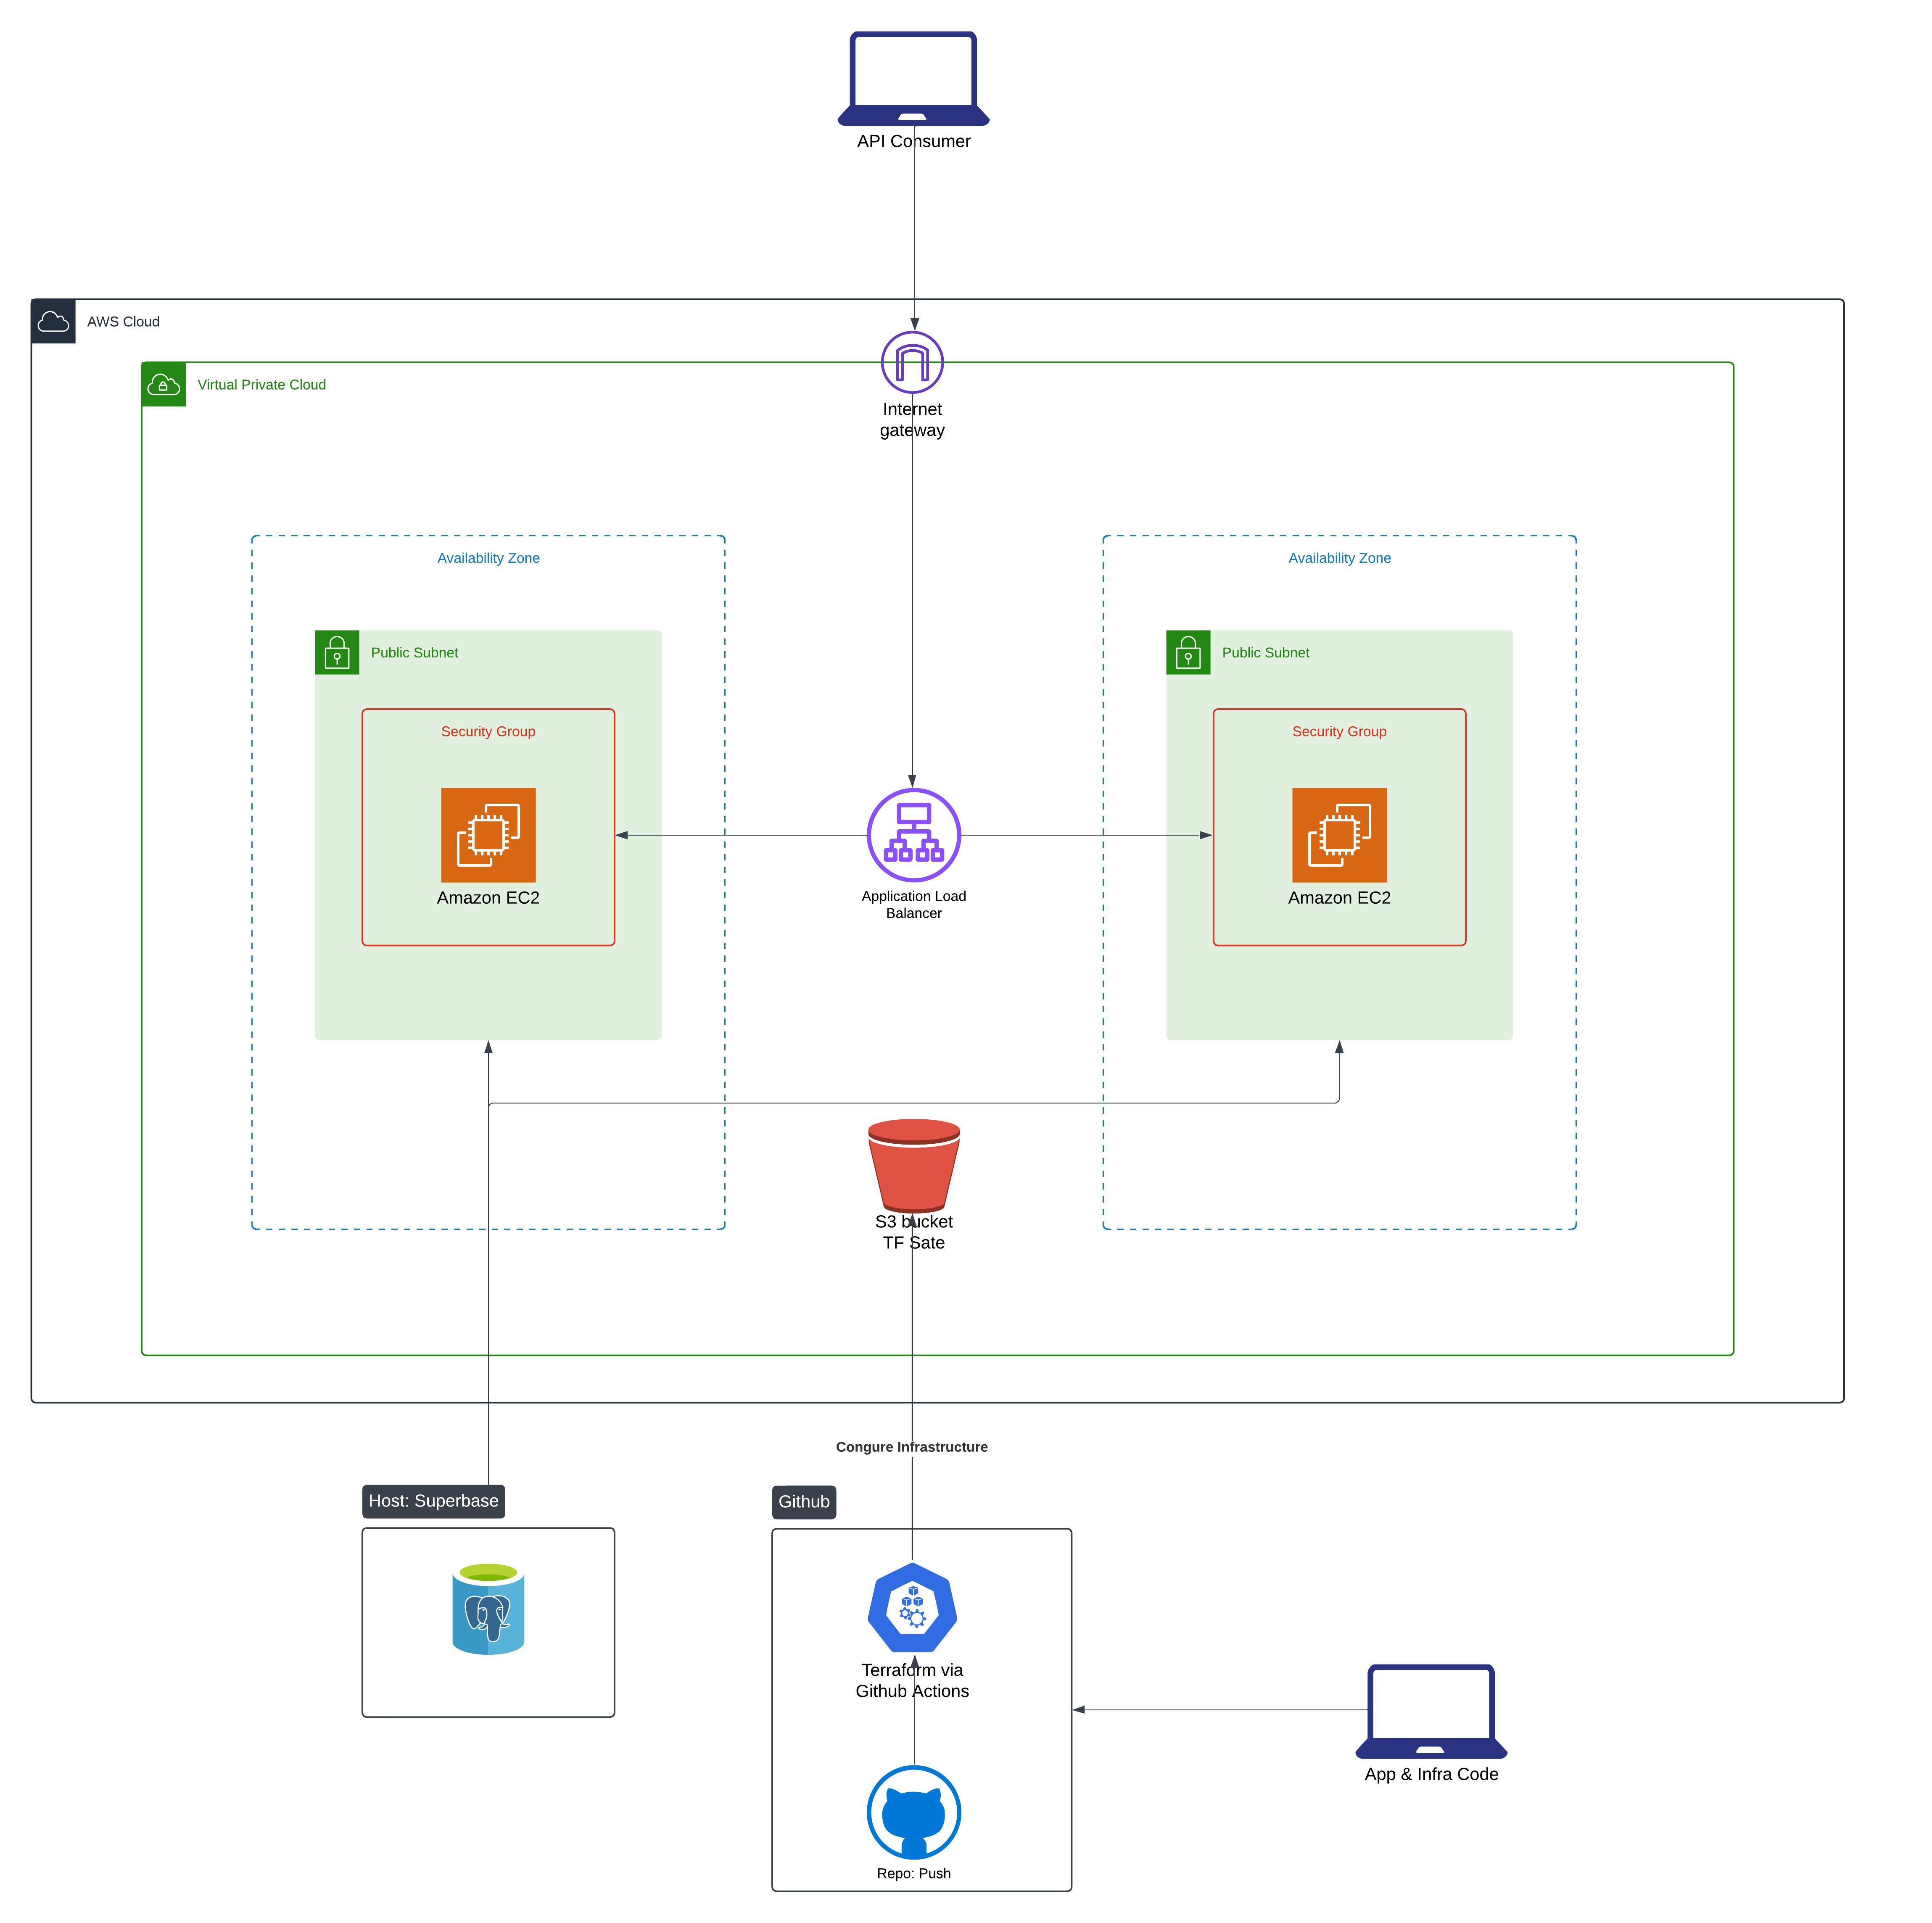 API Consumer
AWS Cloud
Virtual Private Cloud
Internet
gateway
Availability Zone
Availability Zone
Public Subnet
Public Subnet
Security Group
Security Group
Amazon EC2
Application Load
Balancer
Amazon EC2
S3 bucket
TF Sate
Congure Infrastructure
Host: Superbase
Github
Terraform via
Github Actions
App & Infra Code
Repo: Push